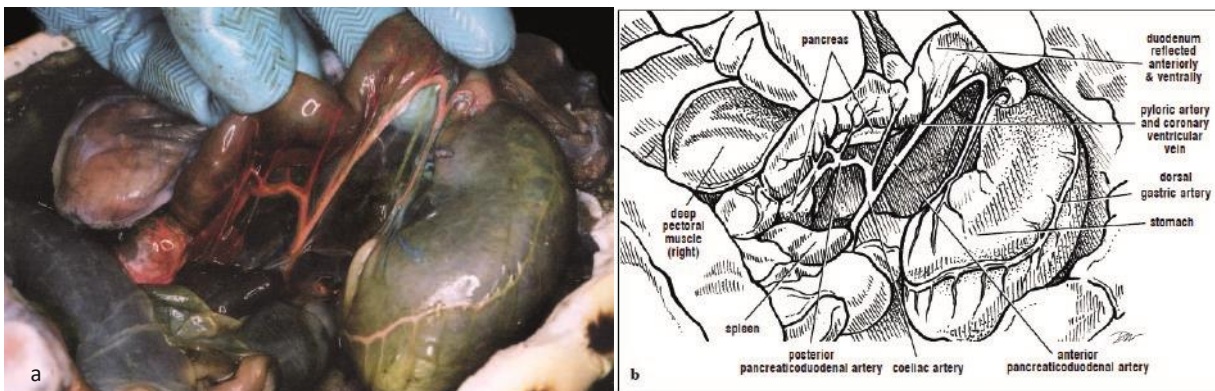 a
pancreas
duodenum
reflected
anteriorly
& ventrally
pyloric artery
and coronary
ventricular
vein
dorsal
gastric artery
stomach
deep
pectoral
muscle
(right)
spleen
posterior
pancreaticoduodenal artery
coeliac artery
anterior
pancreaticoduodenal artery
b